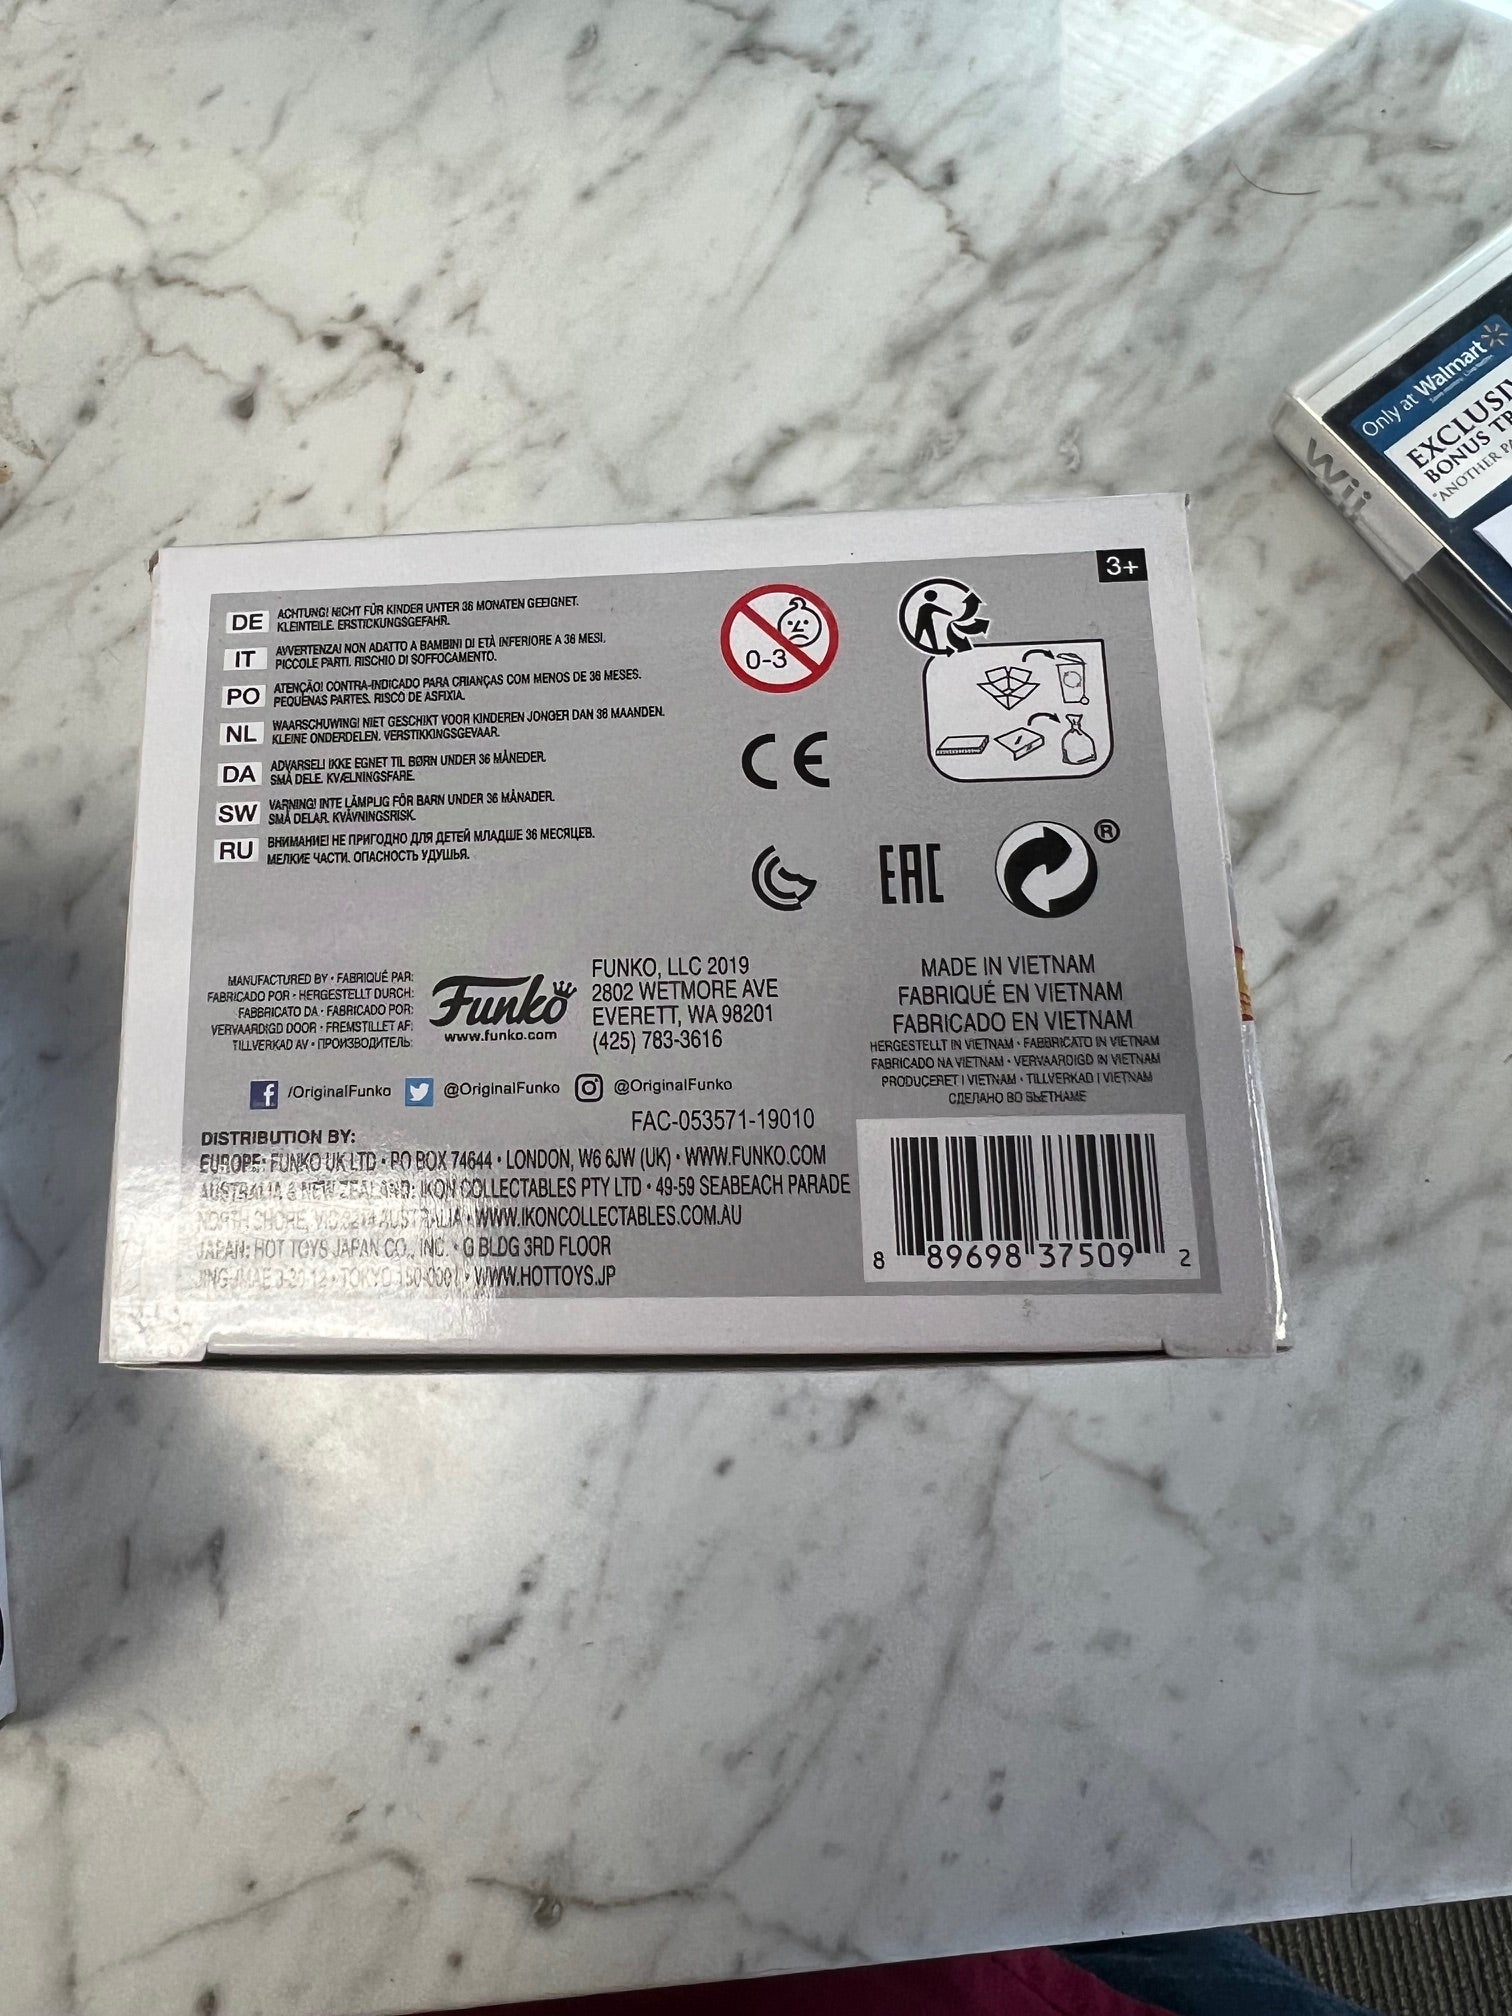 Only at Walmart
EXCLUSI
BONUS TR
"ANOTHER PA
Wii
3+
DE ACHTUNG! NICHT FÜR KINDER UNTER 36 MONATEN GEEIGNET.
KLEINTEILE. ERSTICKUNGSGEFAHR.
IT AVVERTENZA! NON ADATTO A BAMBINI DI ETÀ INFERIORE A 36 MESI.
PICCOLE PARTI. RISCHIO DI SOFFOCAMENTO.
PO ATENÇÃO! CONTRA-INDICADO PARA CRIANÇAS COM MENOS DE 36 MESES.
PEQUENAS PARTES. RISCO DE ASFIXIA.
NL WAARSCHUWING! NIET GESCHIKT VOOR KINDEREN JONGER DAN 36 MAANDEN.
KLEINE ONDERDELEN. VERSTIKKINGSGEVAAR.
DA ADVARSEL! IKKE EGNET TIL BØRN UNDER 36 MÅNEDER.
SMÅ DELE. KVÆLNINGSFARE.
SW VARNING! INTE LÄMPLIG FÖR BARN UNDER 36 MÅNADER.
SMÅ DELAR. KVÄVNINGSRISK.
RU ВНИМАНИЕ! НЕ ПРИГОДНО ДЛЯ ДЕТЕЙ МЛАДШЕ 36 МЕСЯЦЕВ.
МЕЛКИЕ ЧАСТИ. ОПАСНОСТЬ УДУШЬЯ.
0-3
CE
EAC
®
MANUFACTURED BY • FABRIQUÉ PAR:
FABRICADO POR • HERGESTELLT DURCH:
FABBRICATO DA • FABRICADO POR:
VERVAARDIGD DOOR • FREMSTILLET AF:
TILLVERKAD AV • ПРОИЗВОДИТЕЛЬ:
Funko
www.funko.com
FUNKO, LLC 2019
2802 WETMORE AVE
EVERETT, WA 98201
(425) 783-3616
MADE IN VIETNAM
FABRIQUÉ EN VIETNAM
FABRICADO EN VIETNAM
HERGESTELLT IN VIETNAM • FABBRICATO IN VIETNAM
FABRICADO NA VIETNAM • VERVAARDIGD IN VIETNAM
PRODUCERET I VIETNAM • TILLVERKAD I VIETNAM
СДЕЛАНО ВО ВЬЕТНАМЕ
/OriginalFunko @OriginalFunko @OriginalFunko
FAC-053571-19010
DISTRIBUTION BY:
EUROPE: FUNKO UK LTD • PO BOX 74644 • LONDON, W6 6JW (UK) • WWW.FUNKO.COM
AUSTRALIA & NEW ZEALAND: IKON COLLECTABLES PTY LTD • 49-59 SEABEACH PARADE
NORTH SHORE, AUSTRALIA • WWW.IKONCOLLECTABLES.COM.AU
JAPAN: HOT TOYS JAPAN CO., INC. • G BLDG 3RD FLOOR
TOKYO 150-0001 • WWW.HOTTOYS.JP
8 89698 37509 2